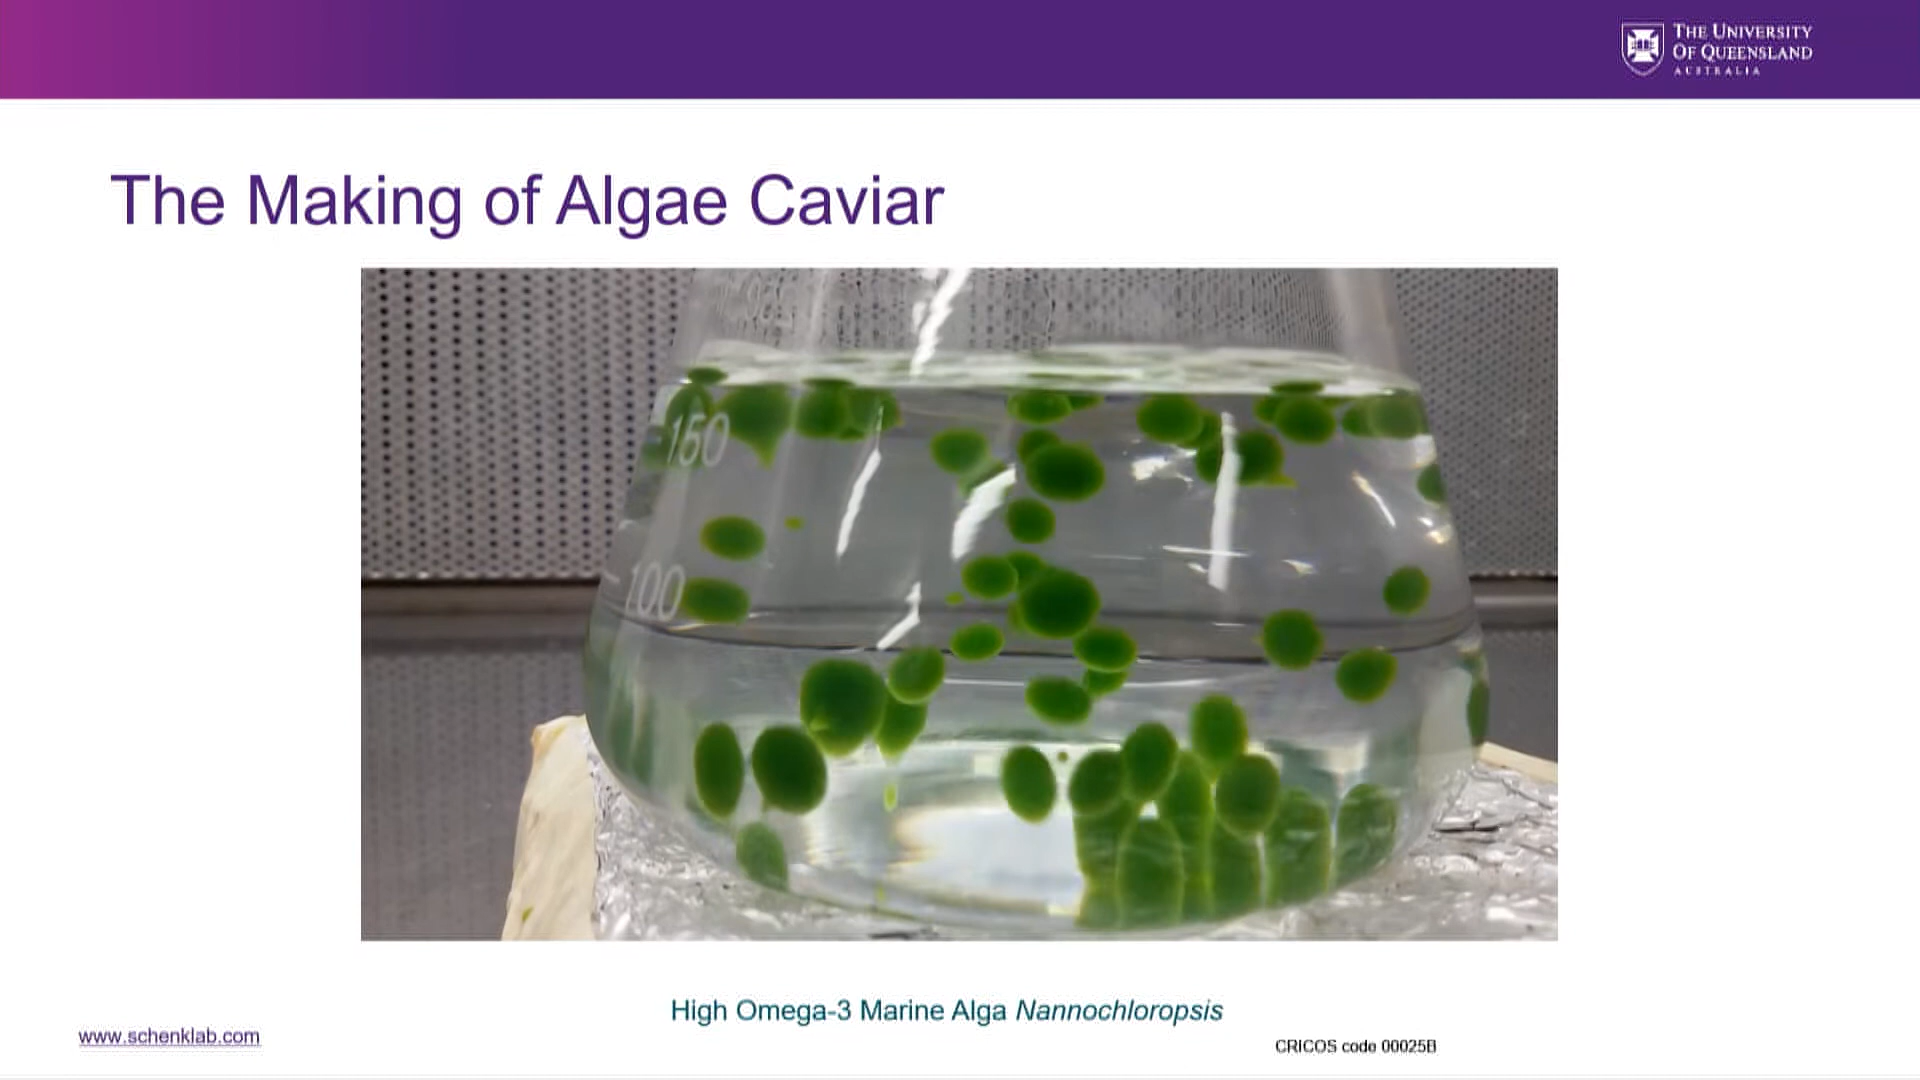 THE UNIVERSITY
OF QUEENSLAND
AUSTRALIA
The Making of Algae Caviar
150
100
High Omega-3 Marine Alga Nannochloropsis
www.schenklab.com
CRICOS code 00025B